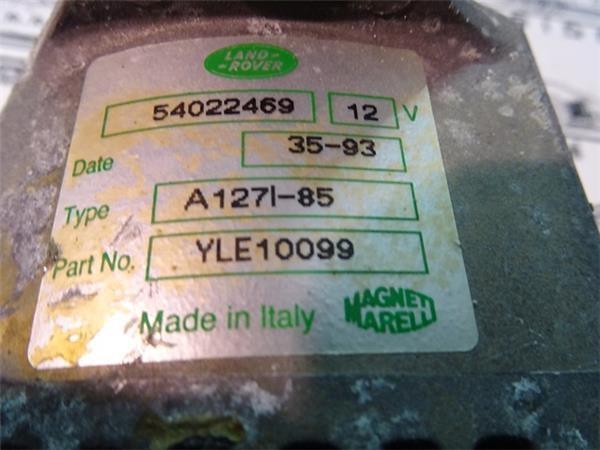 LAND-
-ROVER
54022469 12 V
Date 35-93
Type A127I-85
Part No. YLE10099
Made in Italy
MAGNETI
MARELLI